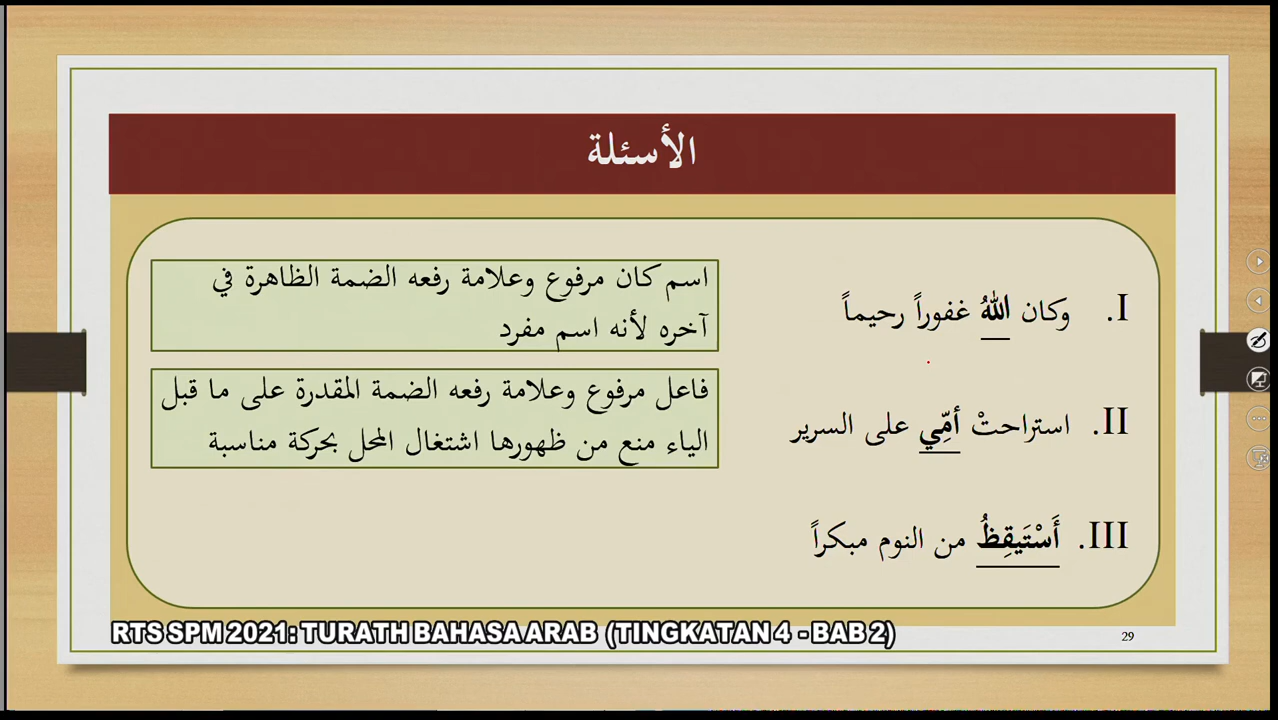 الأسئلة
I. وكان اللهُ غفوراً رحيماً
اسم كان مرفوع وعلامة رفعه الضمة الظاهرة في
آخره لأنه اسم مفرد
II. استراحتْ أمِّي على السرير
فاعل مرفوع وعلامة رفعه الضمة المقدرة على ما قبل
الياء منع من ظهورها اشتغال المحل بحركة مناسبة
III. أَسْتَيقِظُ من النوم مبكراً
RTS SPM 2021: TURATH BAHASA ARAB (TINGKATAN 4 - BAB 2)
29